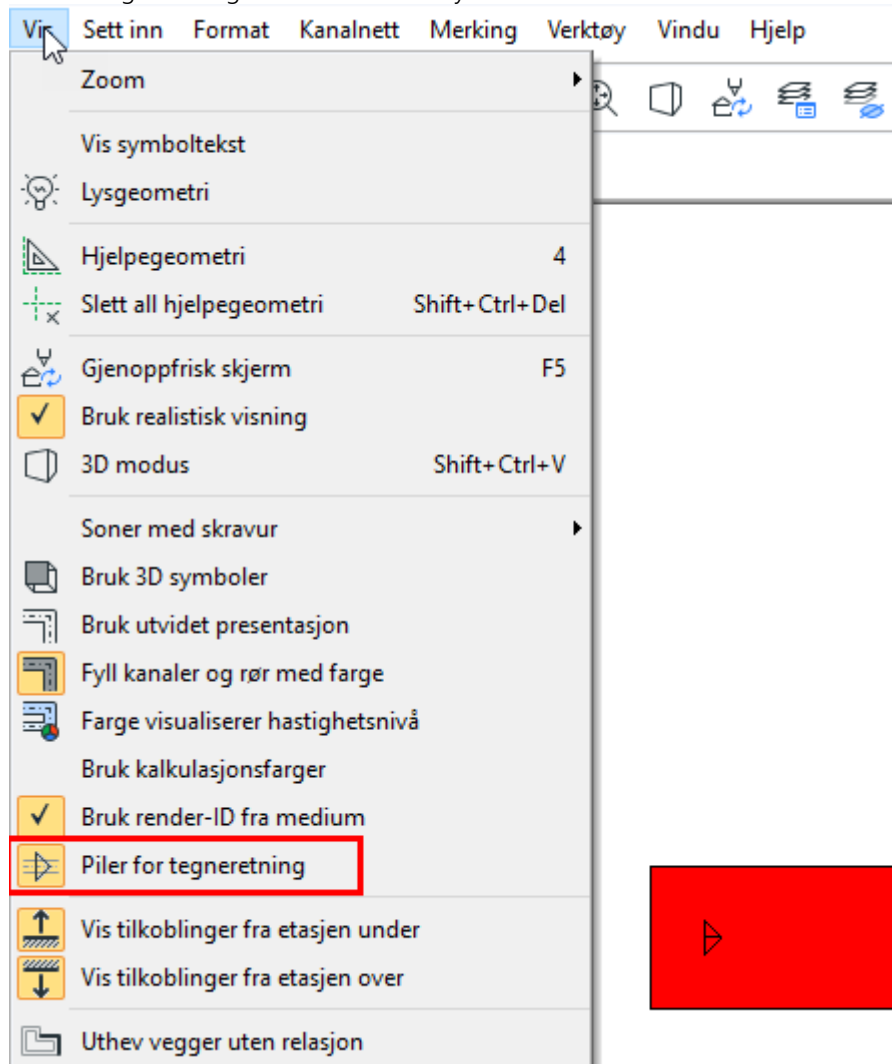 Vis Sett inn Format Kanalnett Merking Verktøy Vindu Hjelp
Zoom
Vis symboltekst
Lysgeometri
Hjelpegeometri 4
Slett all hjelpegeometri Shift+Ctrl+Del
Gjenoppfrisk skjerm F5
Bruk realistisk visning
3D modus Shift+Ctrl+V
Soner med skravur
Bruk 3D symboler
Bruk utvidet presentasjon
Fyll kanaler og rør med farge
Farge visualiserer hastighetsnivå
Bruk kalkulasjonsfarger
Bruk render-ID fra medium
Piler for tegneretning
Vis tilkoblinger fra etasjen under
Vis tilkoblinger fra etasjen over
Uthev vegger uten relasjon